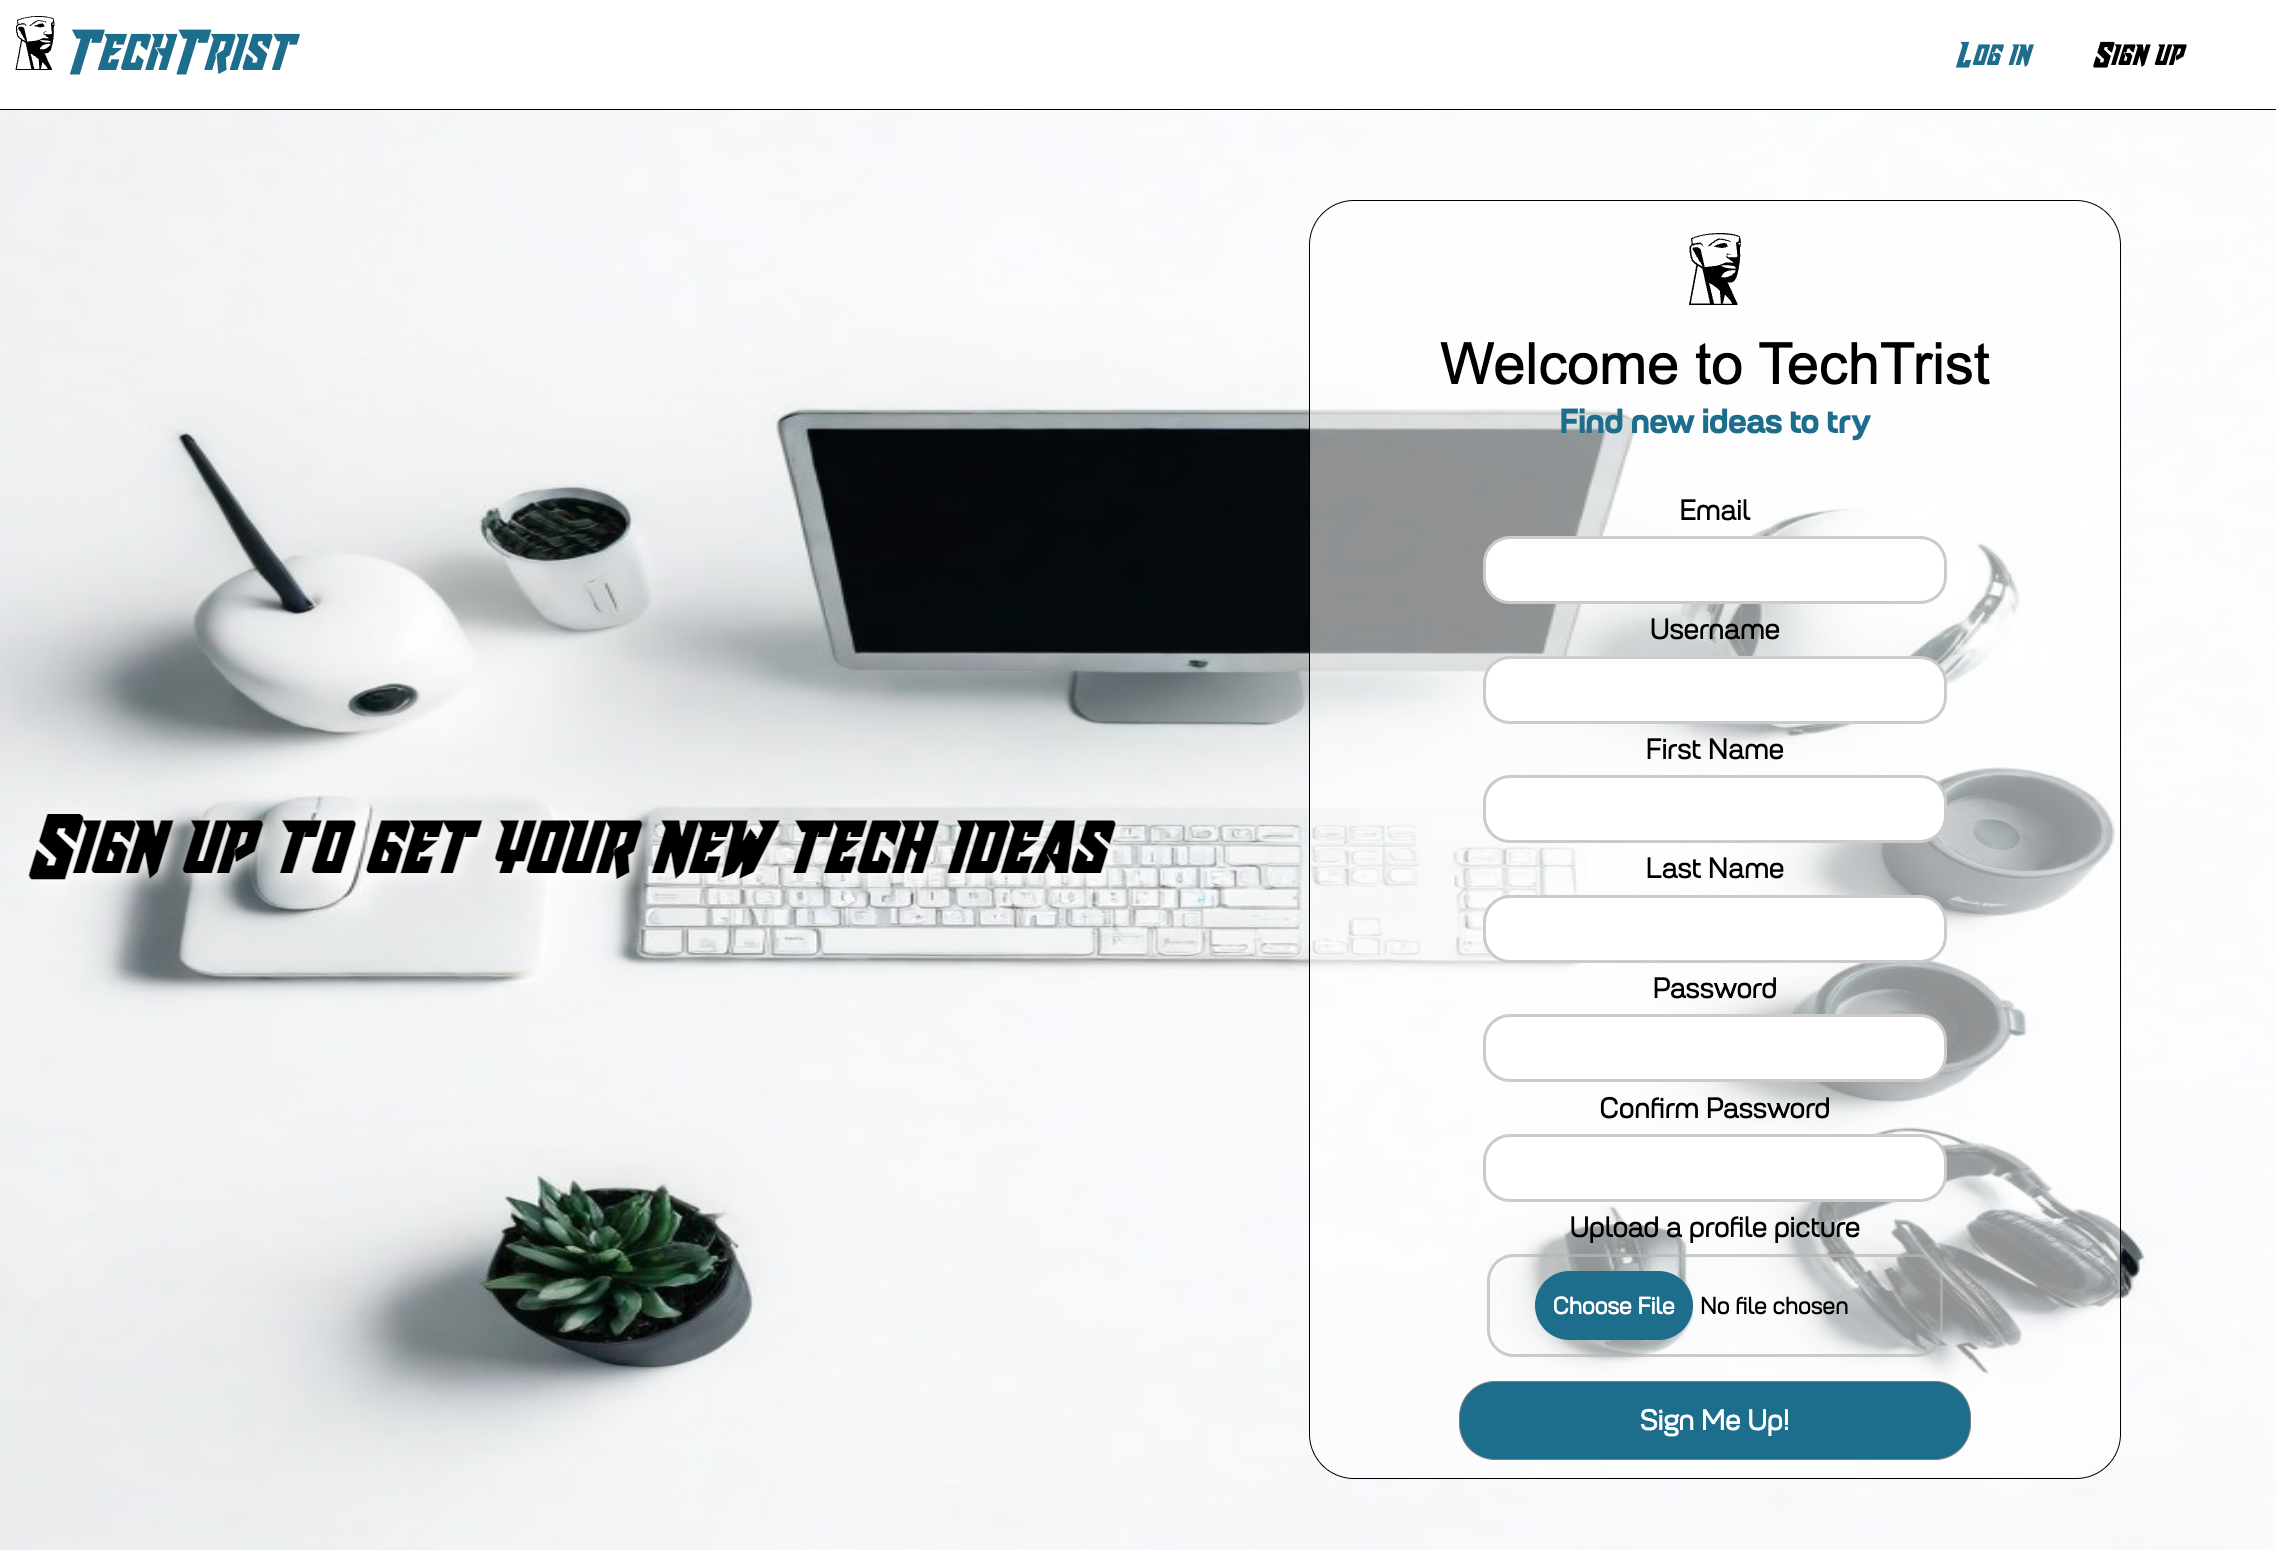 TechTrist
Log in
Sign up
Welcome to TechTrist
Find new ideas to try
Email
Username
First Name
Last Name
Sign up to get your new tech ideas
Password
Confirm Password
Upload a profile picture
Choose File No file chosen
Sign Me Up!